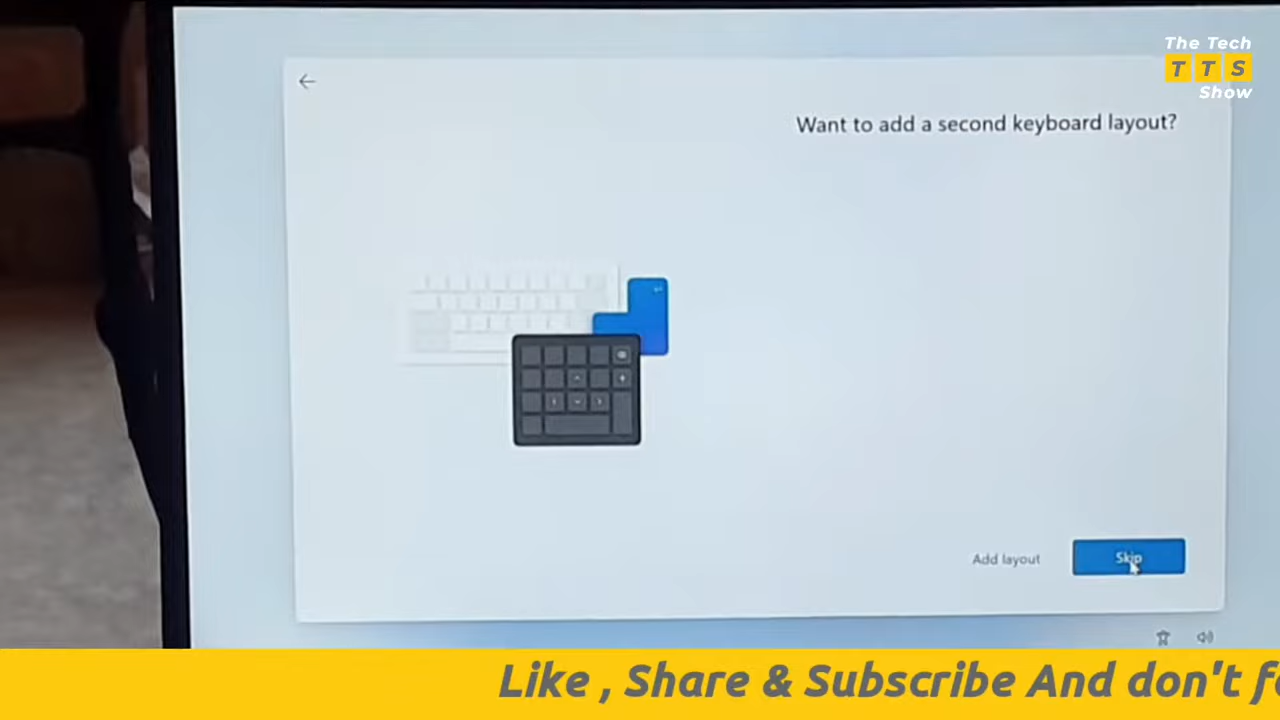 The Tech
TTS
Show
Want to add a second keyboard layout?
Add layout
Skip
Like , Share & Subscribe And don't f